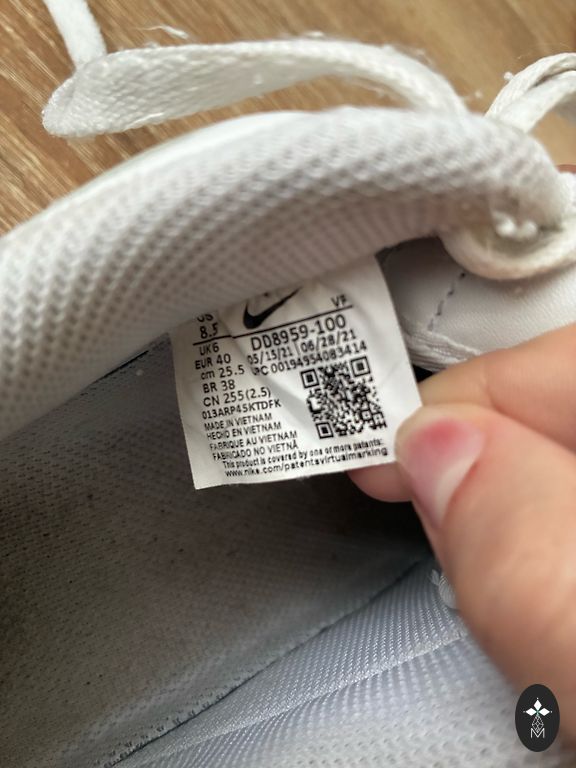 US
8.5
UK6
EUR 40
cm 25.5
BR 38
CN 255(2.5)
013ARP45KTDFK
MADE IN VIETNAM
HECHO EN VIETNAM
FABRIQUE AU VIETNAM
FABRICADO NO VIETNÃ
This product is covered by one or more patents:
www.nike.com/patentsvirtualmarking
VF
DD8959-100
05/15/21 06/28/21
UPC 00194954083414
M